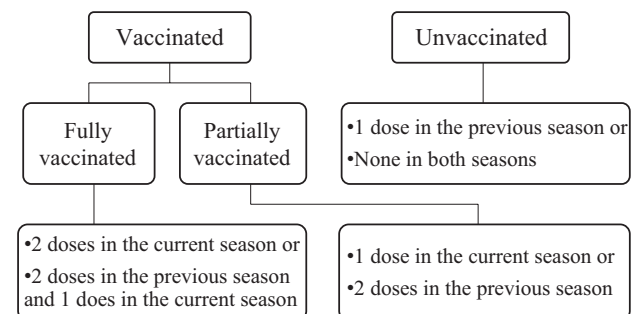 Vaccinated
Unvaccinated
Fully
vaccinated
Partially
vaccinated
•1 dose in the previous season or
•None in both seasons
•2 doses in the current season or
•2 doses in the previous season
and 1 does in the current season
•1 dose in the current season or
•2 doses in the previous season